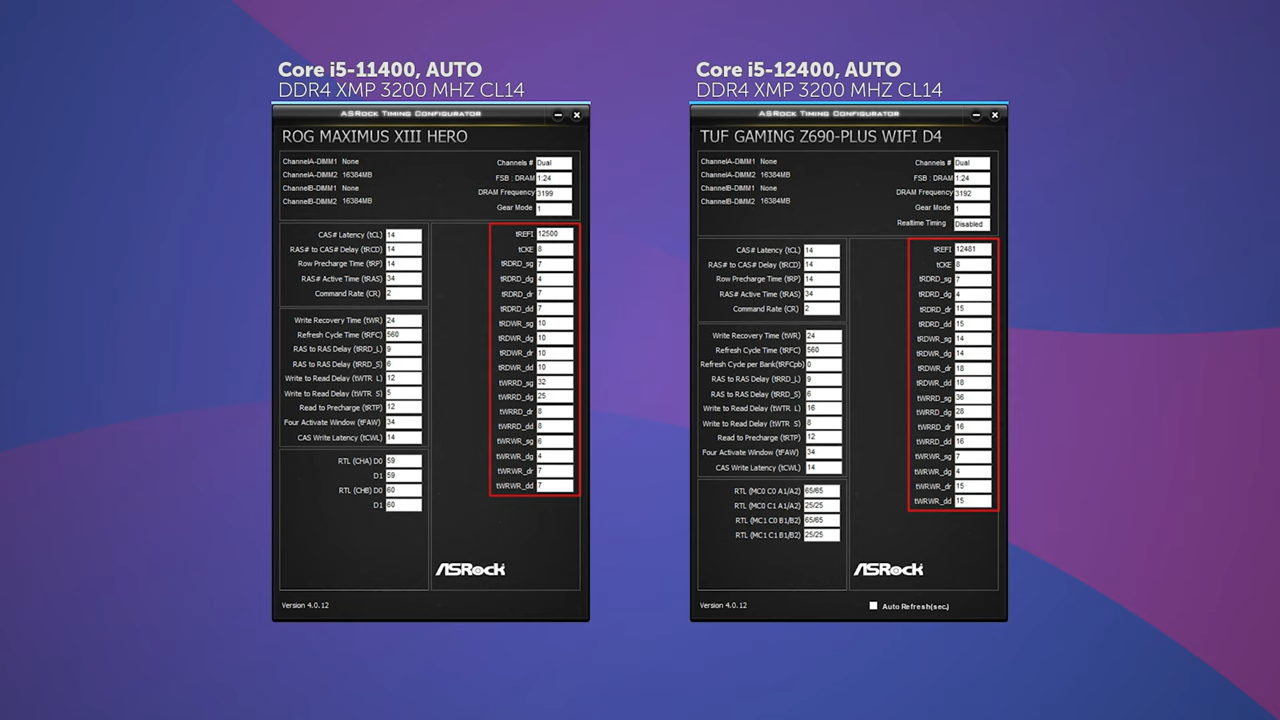 Core i5-11400, AUTO
DDR4 XMP 3200 MHZ CL14
ASRock Timing Configurator
ROG MAXIMUS XIII HERO
ChannelA-DIMM1 None
ChannelA-DIMM2 16384MB
ChannelB-DIMM1 None
ChannelB-DIMM2 16384MB
Channels # Dual
FSB : DRAM 1:24
DRAM Frequency 3199
Gear Mode 1
CAS# Latency (tCL) 14
RAS# to CAS# Delay (tRCD) 14
Row Precharge Time (tRP) 14
RAS# Active Time (tRAS) 34
Command Rate (CR) 2
Write Recovery Time (tWR) 24
Refresh Cycle Time (tRFC) 560
RAS to RAS Delay (tRRD_L) 9
RAS to RAS Delay (tRRD_S) 6
Write to Read Delay (tWTR_L) 12
Write to Read Delay (tWTR_S) 5
Read to Precharge (tRTP) 12
Four Activate Window (tFAW) 34
CAS Write Latency (tCWL) 14
RTL (CHA) D0 59
D1 59
RTL (CHB) D0 60
D1 60
tREFI 12500
tCKE 8
tRDRD_sg 7
tRDRD_dg 4
tRDRD_dr 7
tRDRD_dd 7
tRDWR_sg 10
tRDWR_dg 10
tRDWR_dr 10
tRDWR_dd 10
tWRRD_sg 32
tWRRD_dg 25
tWRRD_dr 8
tWRRD_dd 8
tWRWR_sg 6
tWRWR_dg 4
tWRWR_dr 7
tWRWR_dd 7
ASRock
Version 4.0.12
Core i5-12400, AUTO
DDR4 XMP 3200 MHZ CL14
ASRock Timing Configurator
TUF GAMING Z690-PLUS WIFI D4
ChannelA-DIMM1 None
ChannelA-DIMM2 16384MB
ChannelB-DIMM1 None
ChannelB-DIMM2 16384MB
Channels # Dual
FSB : DRAM 1:24
DRAM Frequency 3192
Gear Mode 1
Realtime Timing Disabled
CAS# Latency (tCL) 14
RAS# to CAS# Delay (tRCD) 14
Row Precharge Time (tRP) 14
RAS# Active Time (tRAS) 34
Command Rate (CR) 2
Write Recovery Time (tWR) 24
Refresh Cycle Time (tRFC) 560
Refresh Cycle per Bank(tRFCpb) 0
RAS to RAS Delay (tRRD_L) 9
RAS to RAS Delay (tRRD_S) 6
Write to Read Delay (tWTR_L) 16
Write to Read Delay (tWTR_S) 8
Read to Precharge (tRTP) 12
Four Activate Window (tFAW) 34
CAS Write Latency (tCWL) 14
RTL (MC0 C0 A1/A2) 65/65
RTL (MC0 C1 A1/A2) 25/25
RTL (MC1 C0 B1/B2) 65/65
RTL (MC1 C1 B1/B2) 25/25
tREFI 12481
tCKE 8
tRDRD_sg 7
tRDRD_dg 4
tRDRD_dr 15
tRDRD_dd 15
tRDWR_sg 14
tRDWR_dg 14
tRDWR_dr 18
tRDWR_dd 18
tWRRD_sg 36
tWRRD_dg 28
tWRRD_dr 16
tWRRD_dd 16
tWRWR_sg 7
tWRWR_dg 4
tWRWR_dr 15
tWRWR_dd 15
ASRock
Version 4.0.12
Auto Refresh(sec.)